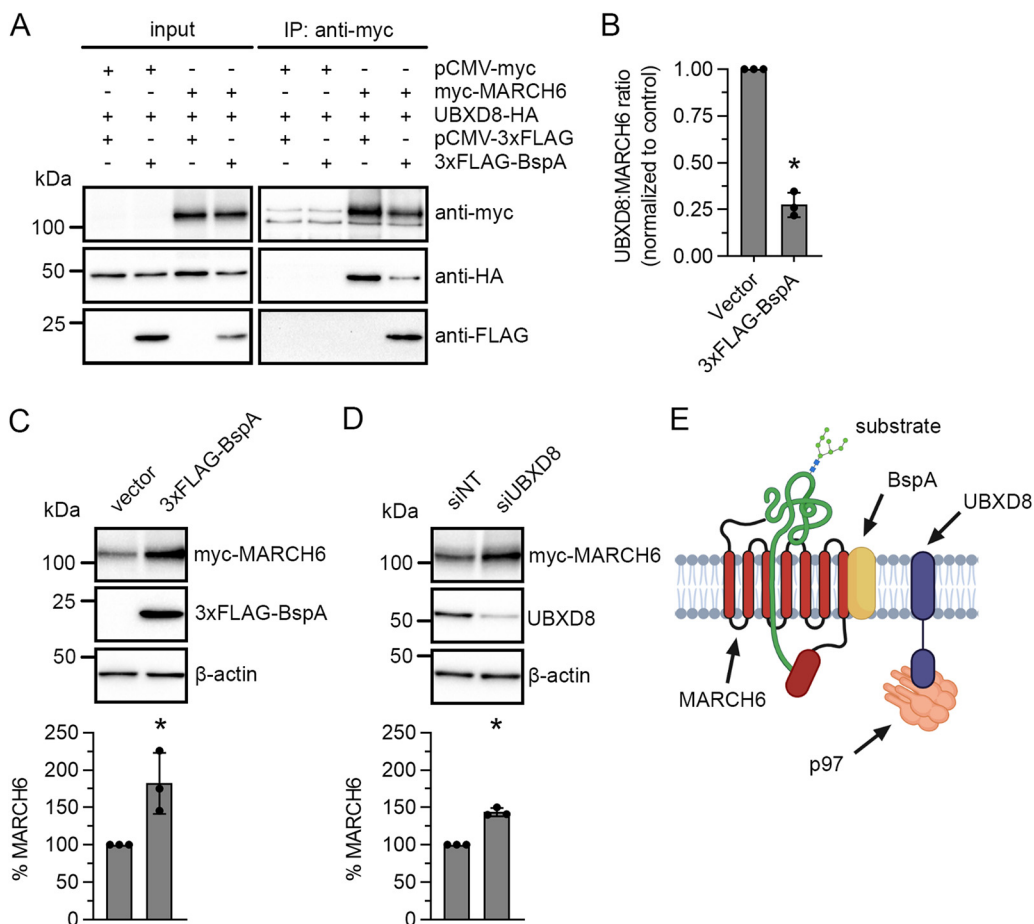 A
input IP: anti-myc
+ + - - + + - - pCMV-myc
- - + + - - + + myc-MARCH6
+ + + + + + + + UBXD8-HA
+ - + - + - + - pCMV-3xFLAG
- + - + - + - + 3xFLAG-BspA
kDa
100 anti-myc
50 anti-HA
25 anti-FLAG
B
UBXD8:MARCH6 ratio
(normalized to control)
1.00
0.75
0.50
0.25
0.00
*
Vector
3xFLAG-BspA
C
kDa
vector
3xFLAG-BspA
100 myc-MARCH6
25 3xFLAG-BspA
50 β-actin
% MARCH6
250
200
150
100
50
0
*
D
kDa
siNT
siUBXD8
100 myc-MARCH6
50 UBXD8
50 β-actin
% MARCH6
250
200
150
100
50
0
*
E
substrate
BspA
UBXD8
MARCH6
p97